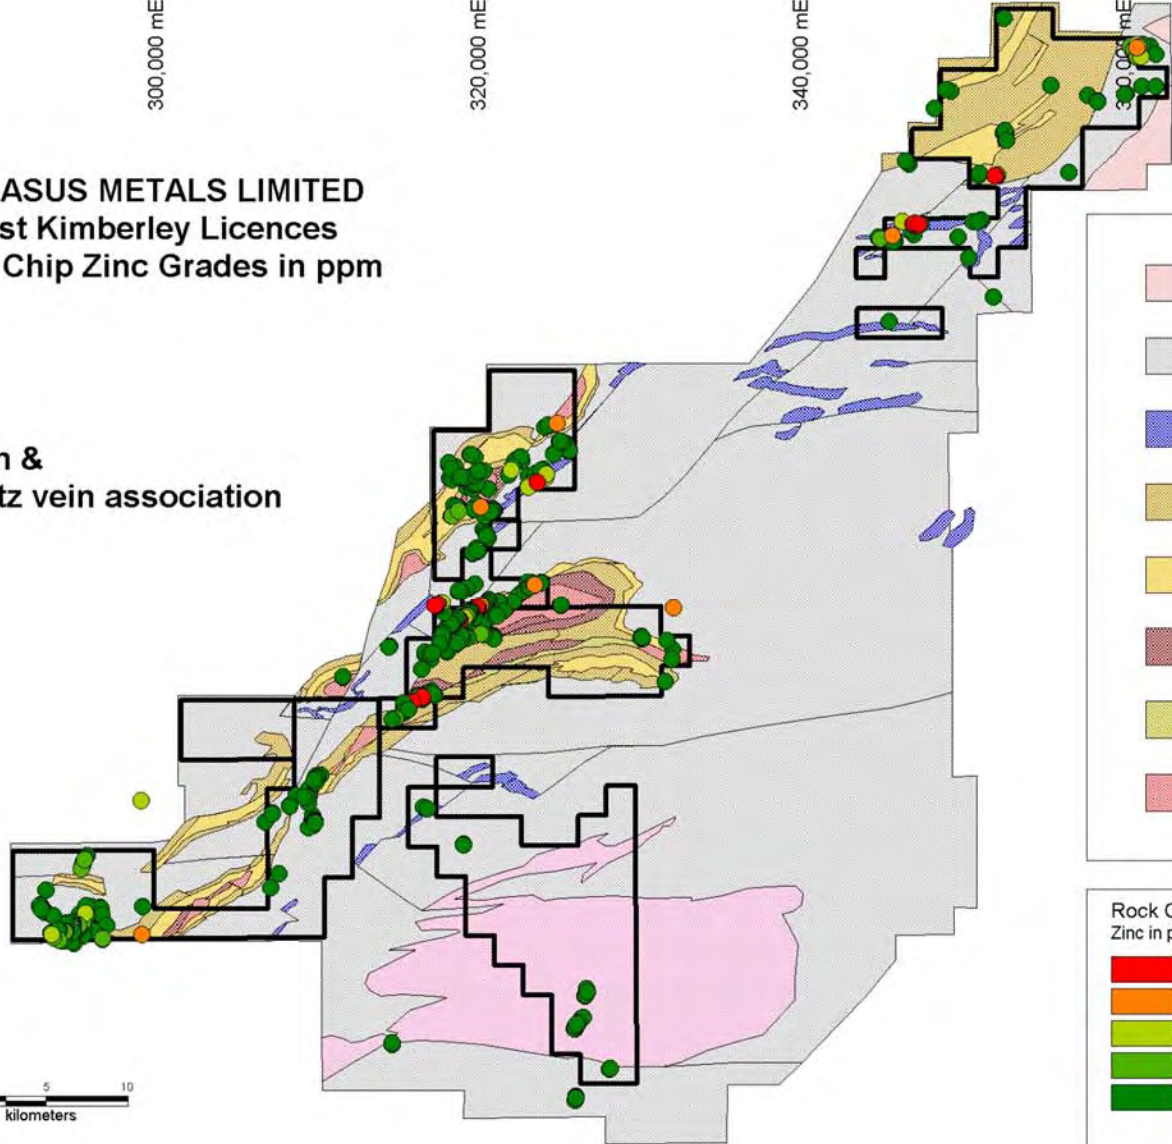 300,000 mE
320,000 mE
340,000 mE
mE
ASUS METALS LIMITED
st Kimberley Licences
Chip Zinc Grades in ppm
n &
tz vein association
5 10
kilometers
Rock C
Zinc in p